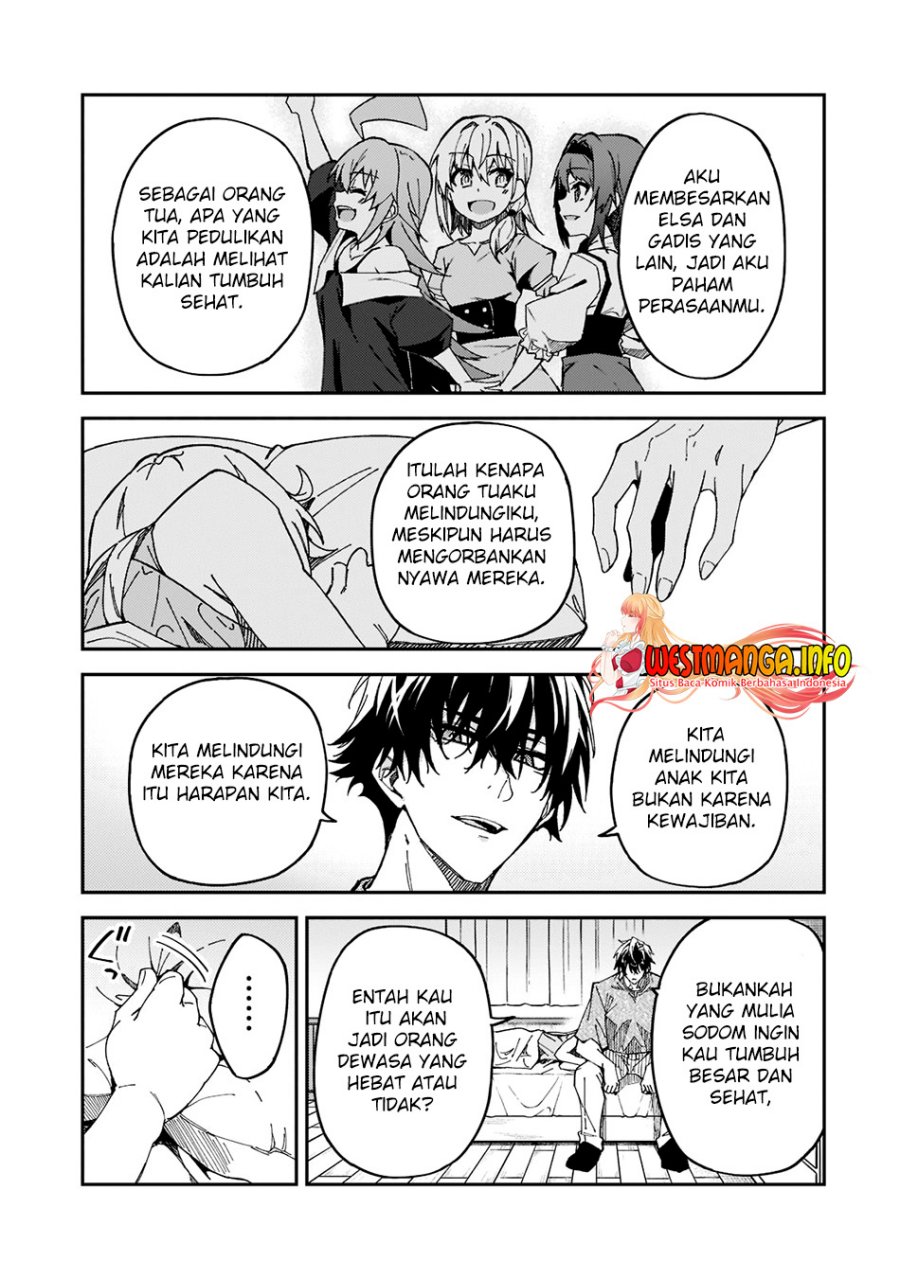 AKU
MEMBESARKAN
ELSA DAN
GADIS YANG
LAIN, JADI AKU
PAHAM
PERASAANMU.
SEBAGAI ORANG
TUA, APA YANG
KITA PEDULIKAN
ADALAH MELIHAT
KALIAN TUMBUH
SEHAT.
ITULAH KENAPA
ORANG TUAKU
MELINDUNGIKU,
MESKIPUN HARUS
MENGORBANKAN
NYAWA MEREKA.
WESTMANGA.INFO
Situs Baca Komik Berbahasa Indonesia
KITA
MELINDUNGI
ANAK KITA
BUKAN KARENA
KEWAJIBAN.
KITA MELINDUNGI
MEREKA KARENA
ITU HARAPAN KITA.
BUKANKAH
YANG MULIA
SODOM INGIN
KAU TUMBUH
BESAR DAN
SEHAT,
ENTAH KAU
ITU AKAN
JADI ORANG
DEWASA YANG
HEBAT ATAU
TIDAK?
......
ぐ